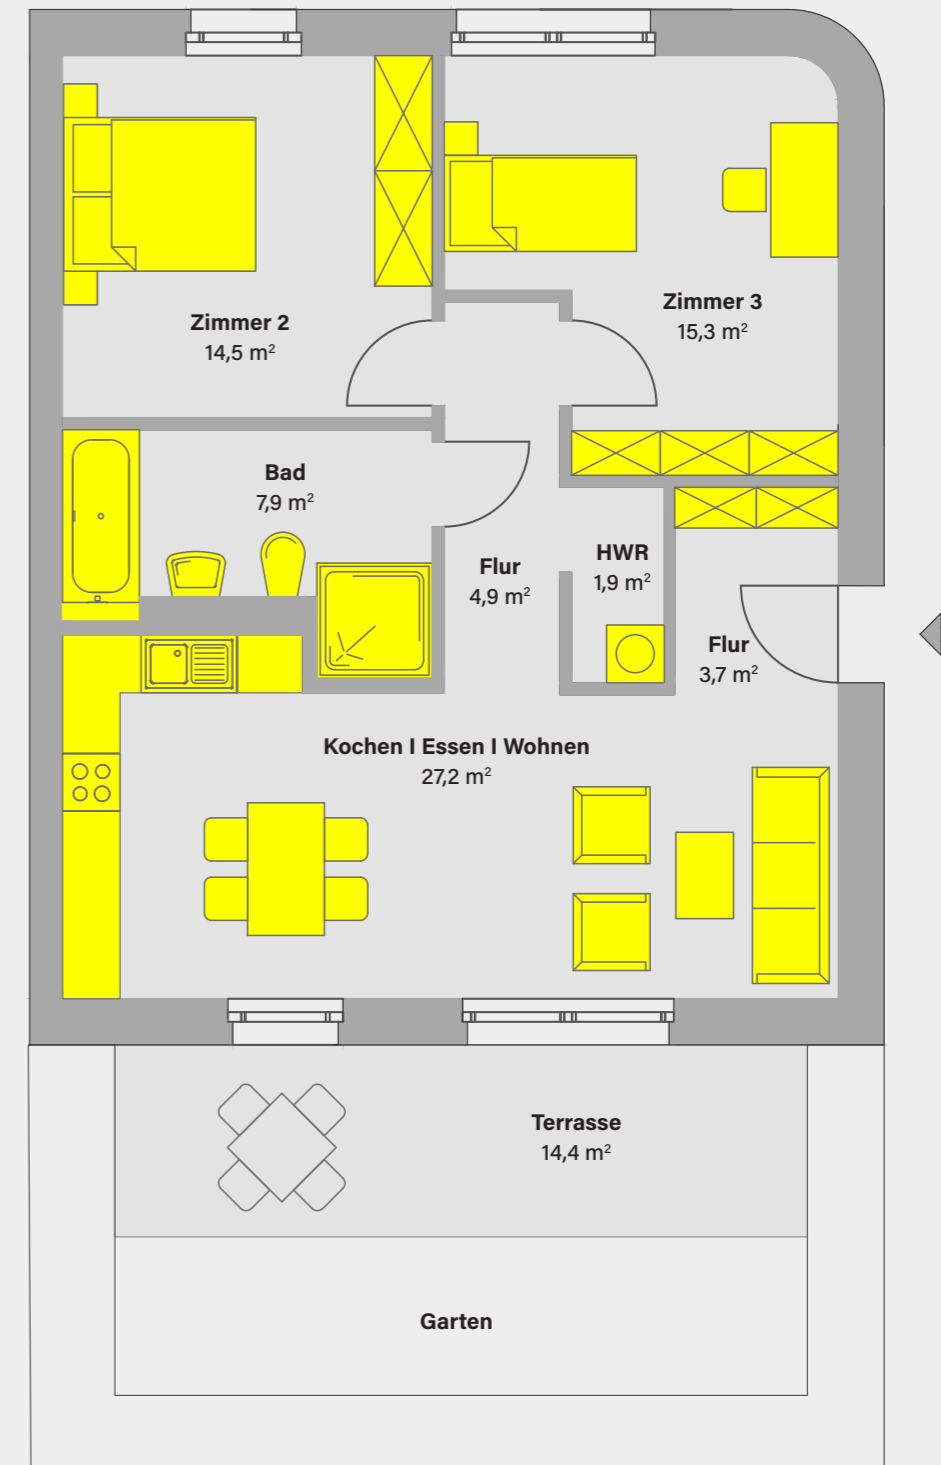 Zimmer 2
14,5 m²
Zimmer 3
15,3 m²
Bad
7,9 m²
Flur
4,9 m²
HWR
1,9 m²
Flur
3,7 m²
Kochen I Essen I Wohnen
27,2 m²
Terrasse
14,4 m²
Garten